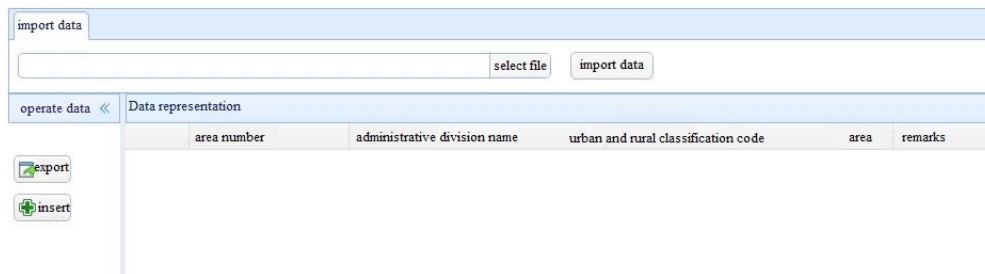 import data
select file import data
operate data Data representation
area number administrative division name urban and rural classification code area remarks
export
insert